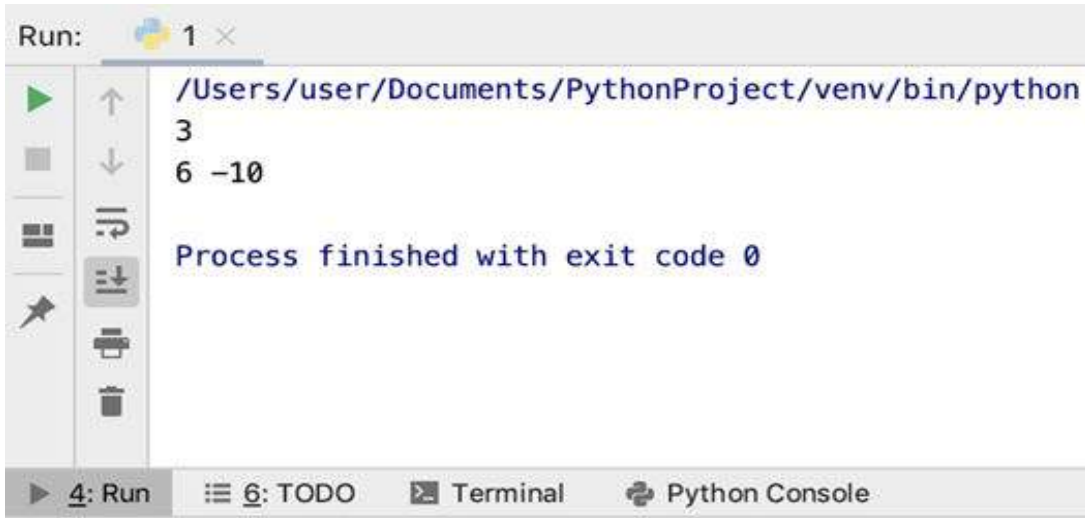 Run: 1
/Users/user/Documents/PythonProject/venv/bin/python
3
6 -10
Process finished with exit code 0
4: Run 6: TODO Terminal Python Console